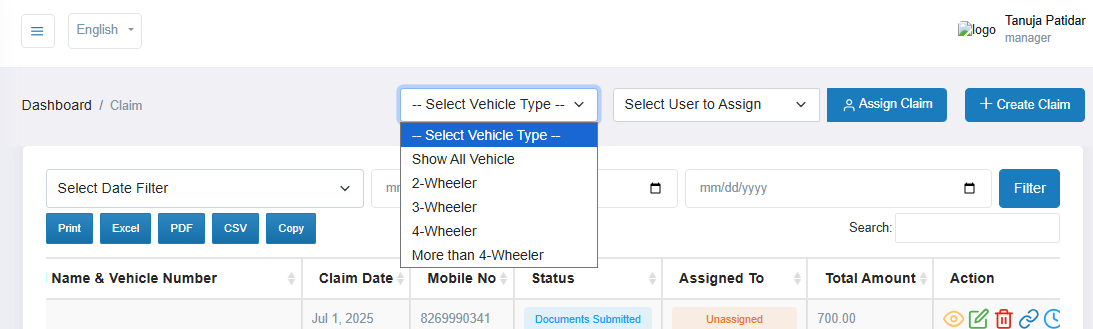 English
logo
Tanuja Patidar
manager
Dashboard / Claim
-- Select Vehicle Type --
Select User to Assign
Assign Claim
+ Create Claim
-- Select Vehicle Type --
Show All Vehicle
2-Wheeler
3-Wheeler
4-Wheeler
More than 4-Wheeler
Select Date Filter
mm/dd/yyyy
Filter
Print
Excel
PDF
CSV
Copy
Search:
Name & Vehicle Number
Claim Date
Mobile No
Status
Assigned To
Total Amount
Action
Jul 1, 2025
8269990341
Documents Submitted
Unassigned
700.00